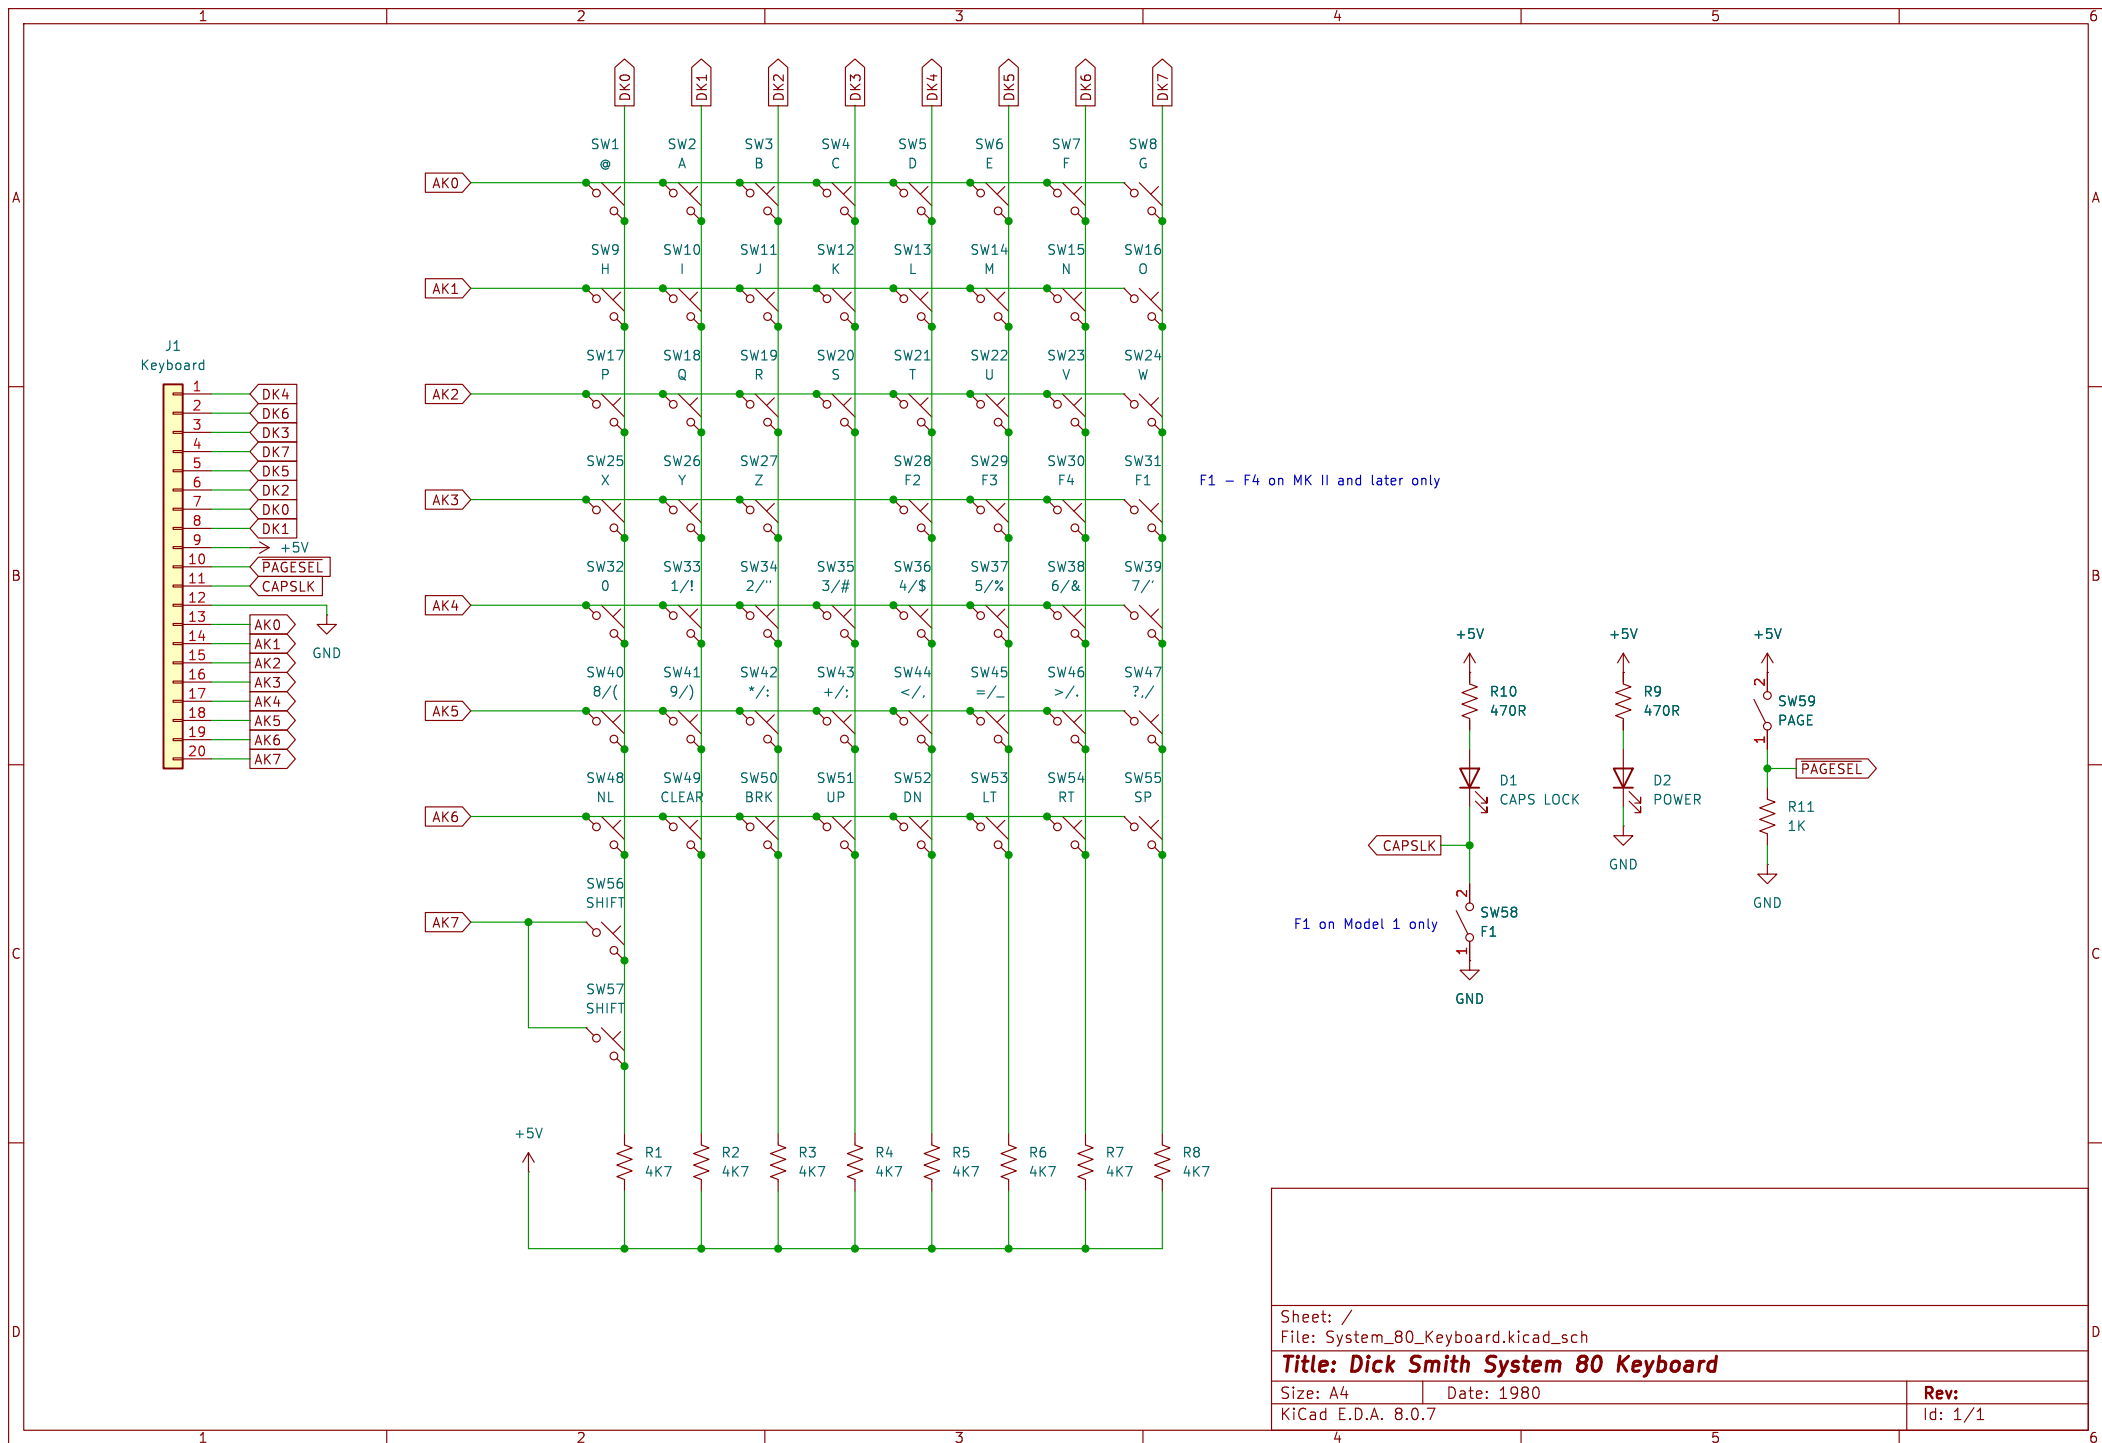 1 2 3 4 5 6
DK0 DK1 DK2 DK3 DK4 DK5 DK6 DK7
SW1 SW2 SW3 SW4 SW5 SW6 SW7 SW8
@ A B C D E F G
AK0
A A
SW9 SW10 SW11 SW12 SW13 SW14 SW15 SW16
H I J K L M N O
AK1
J1
Keyboard
SW17 SW18 SW19 SW20 SW21 SW22 SW23 SW24
P Q R S T U V W
AK2
1 DK4
2 DK6
3 DK3
4 DK7
5 DK5
6 DK2
7 DK0
8 DK1
9 +5V
10 PAGESEL
11 CAPSLK
12
GND
13 AK0
14 AK1
15 AK2
16 AK3
17 AK4
18 AK5
19 AK6
20 AK7
SW25 SW26 SW27 SW28 SW29 SW30 SW31
X Y Z F2 F3 F4 F1
F1 - F4 on MK II and later only
AK3
B B
SW32 SW33 SW34 SW35 SW36 SW37 SW38 SW39
0 1/! 2/" 3/# 4/$ 5/% 6/& 7/'
AK4
SW40 SW41 SW42 SW43 SW44 SW45 SW46 SW47
8/( 9/) */: +/; </, =/_ >/. ?,/
AK5
SW48 SW49 SW50 SW51 SW52 SW53 SW54 SW55
NL CLEAR BRK UP DN LT RT SP
AK6
SW56
SHIFT
AK7
SW57
SHIFT
+5V +5V +5V
R10
470R
R9
470R
2
SW59
PAGE
1
PAGESEL
D1
CAPS LOCK
D2
POWER
R11
1K
CAPSLK
GND
GND
2
SW58
F1
1
F1 on Model 1 only
GND
C C
+5V
R1 R2 R3 R4 R5 R6 R7 R8
4K7 4K7 4K7 4K7 4K7 4K7 4K7 4K7
D D
Sheet: /
File: System_80_Keyboard.kicad_sch
Title: Dick Smith System 80 Keyboard
Size: A4 Date: 1980 Rev:
KiCad E.D.A. 8.0.7 Id: 1/1
1 2 3 4 5 6